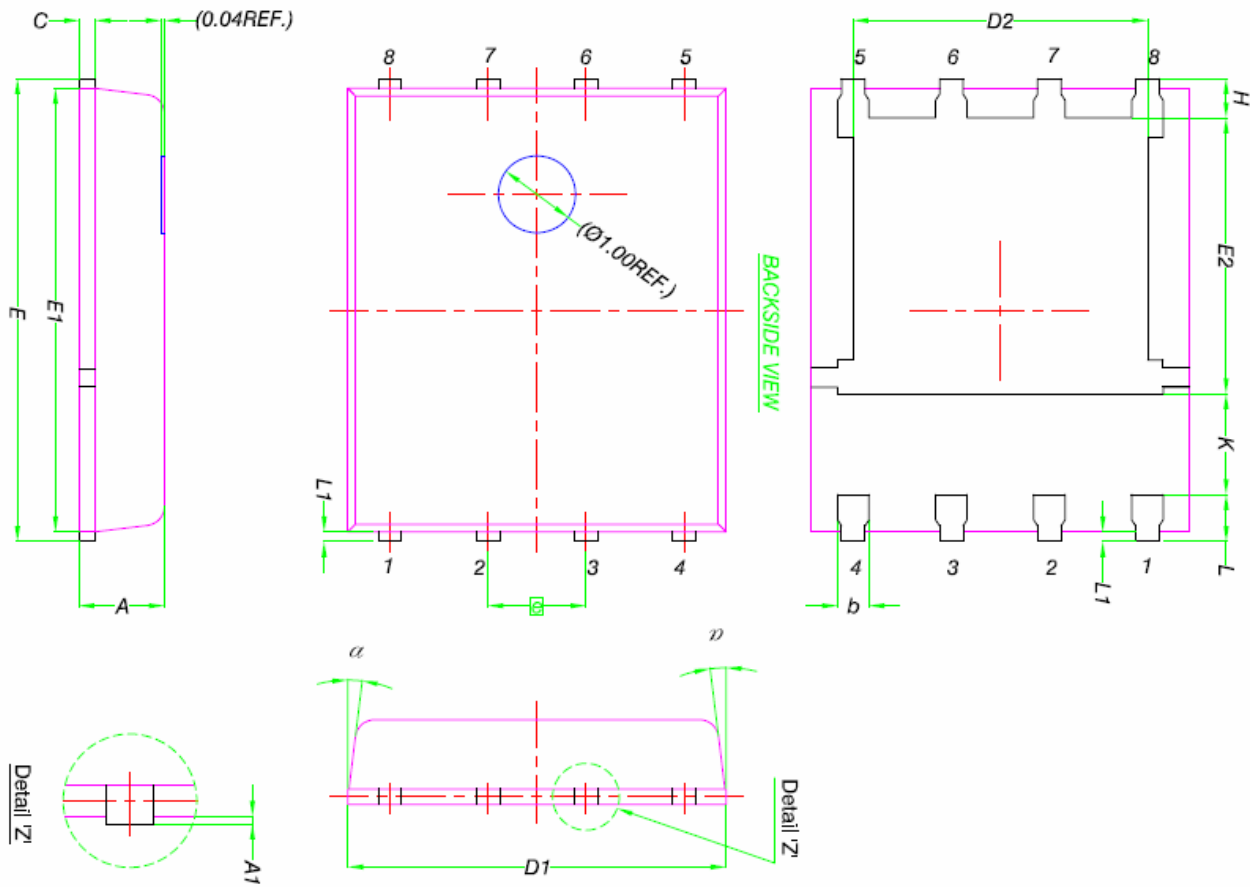 C
(0.04REF.)
E
E1
A
8
7
6
5
(Ø1.00REF.)
L1
1
2
3
4
e
BACKSIDE VIEW
D2
5
6
7
8
H
E2
K
L
L1
4
3
2
1
b
α
α
D1
Detail 'Z'
Detail 'Z'
A1